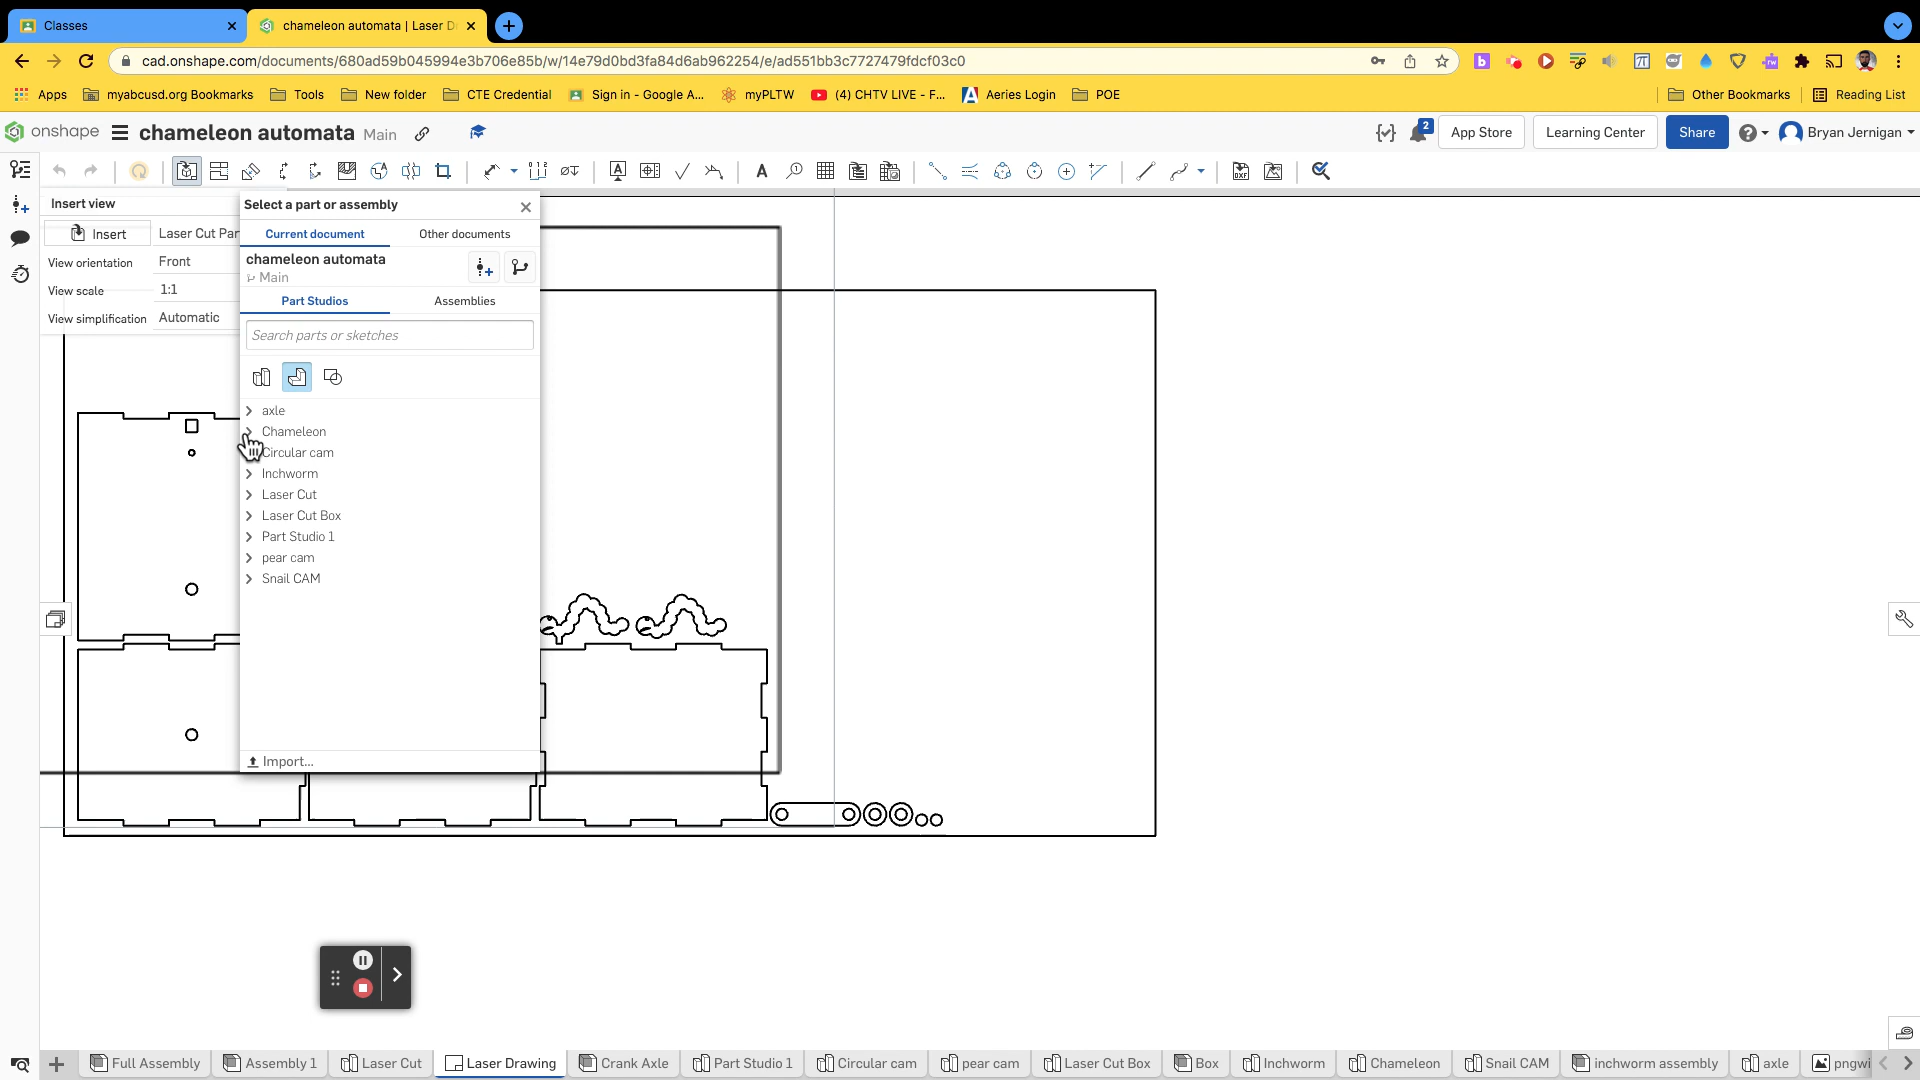 Classes
chameleon automata | Laser D
cad.onshape.com/documents/680ad59b045994e3b706e85b/w/14e79d0bd3fa84d6ab962254/e/ad551bb3c7727479fdcf03c0
Apps myabcusd.org Bookmarks Tools New folder CTE Credential Sign in - Google A... myPLTW (4) CHTV LIVE - F... Aeries Login POE Other Bookmarks Reading List
onshape chameleon automata Main 2 App Store Learning Center Share Bryan Jernigan
Insert view
Insert Laser Cut Par
View orientation Front
View scale 1:1
View simplification Automatic
Select a part or assembly
Current document Other documents
chameleon automata
Main
Part Studios Assemblies
Search parts or sketches
axle
Chameleon
Circular cam
Inchworm
Laser Cut
Laser Cut Box
Part Studio 1
pear cam
Snail CAM
Import...
Full Assembly Assembly 1 Laser Cut Laser Drawing Crank Axle Part Studio 1 Circular cam pear cam Laser Cut Box Box Inchworm Chameleon Snail CAM inchworm assembly axle pngwi